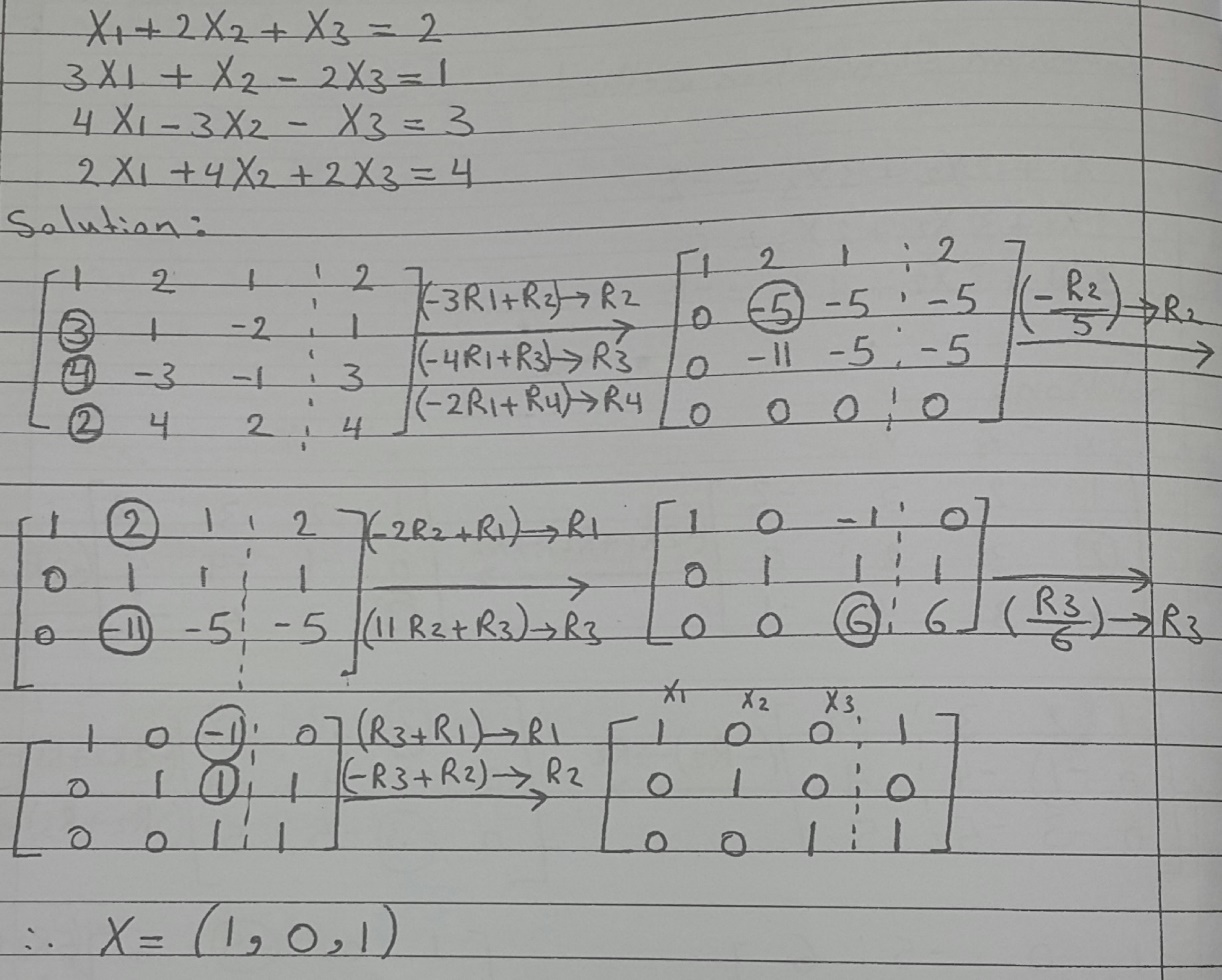 X1 + 2X2 + X3 = 2
3X1 + X2 - 2X3 = 1
4X1 - 3X2 - X3 = 3
2X1 + 4X2 + 2X3 = 4
Solution:
[1 2 1 ¦ 2] (-3R1+R2)→R2 [1 2 1 ¦ 2] (-R2/5)→R2
[3 1 -2 ¦ 1] (-4R1+R3)→R3 [0 -5 -5 ¦ -5]
[4 -3 -1 ¦ 3] (-2R1+R4)→R4 [0 -11 -5 ¦ -5]
[2 4 2 ¦ 4] [0 0 0 ¦ 0]
[1 2 1 ¦ 2] (-2R2+R1)→R1 [1 0 -1 ¦ 0]
[0 1 1 ¦ 1] → [0 1 1 ¦ 1] →
[0 -11 -5 ¦ -5] (11R2+R3)→R3 [0 0 6 ¦ 6] (R3/6)→R3
X1 X2 X3
[1 0 -1 ¦ 0] (R3+R1)→R1 [1 0 0 ¦ 1]
[0 1 1 ¦ 1] (-R3+R2)→R2 [0 1 0 ¦ 0]
[0 0 1 ¦ 1] [0 0 1 ¦ 1]
∴ X = (1, 0, 1)